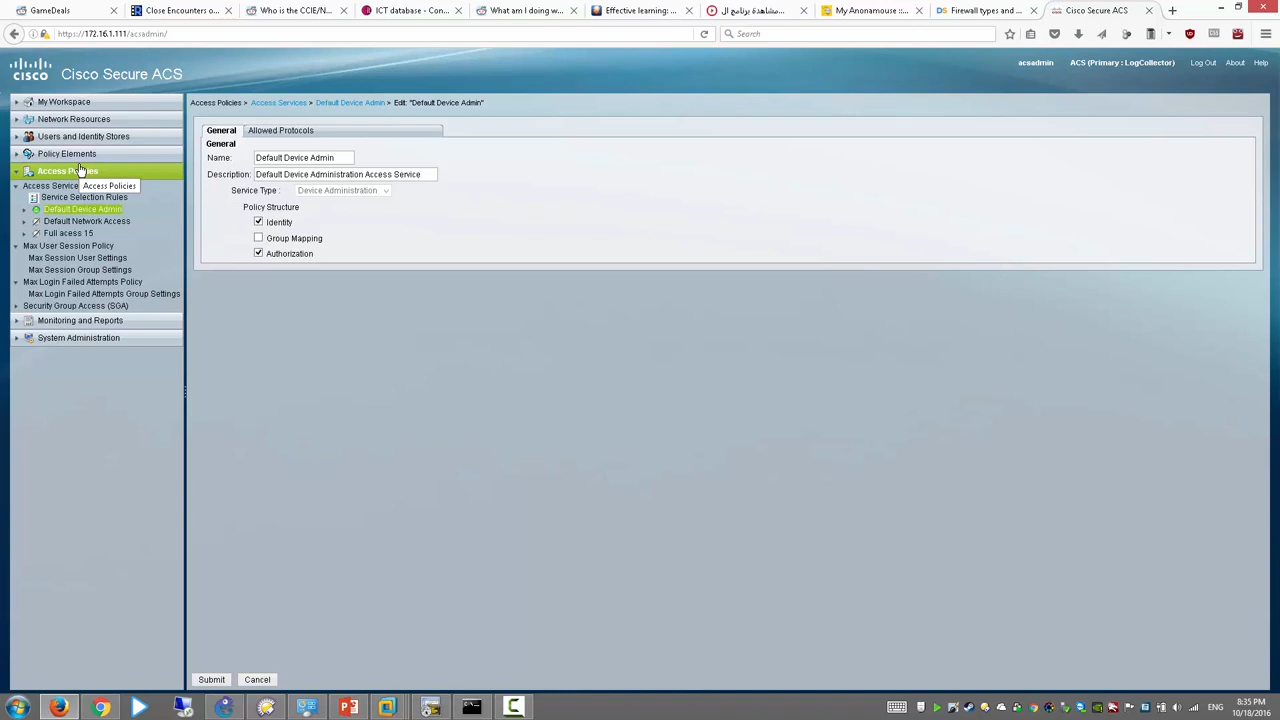 GameDeals
Close Encounters o...
Who is the CCIE/N...
ICT database - Con...
What am I doing w...
Effective learning: ...
مشاهدة برنامج ال...
My Anonamouse ::...
Firewall types and ...
Cisco Secure ACS
https://172.16.1.111/acsadmin/
Search
CISCO
Cisco Secure ACS
acsadmin
ACS (Primary : LogCollector)
Log Out
About
Help
My Workspace
Network Resources
Users and Identity Stores
Policy Elements
Access Policies
Access Service
Access Policies
Service Selection Rules
Default Device Admin
Default Network Access
Full acess 15
Max User Session Policy
Max Session User Settings
Max Session Group Settings
Max Login Failed Attempts Policy
Max Login Failed Attempts Group Settings
Security Group Access (SGA)
Monitoring and Reports
System Administration
Access Policies > Access Services > Default Device Admin > Edit: "Default Device Admin"
General
Allowed Protocols
General
Name: Default Device Admin
Description: Default Device Administration Access Service
Service Type : Device Administration
Policy Structure
Identity
Group Mapping
Authorization
Submit
Cancel
ENG
8:35 PM
10/18/2016